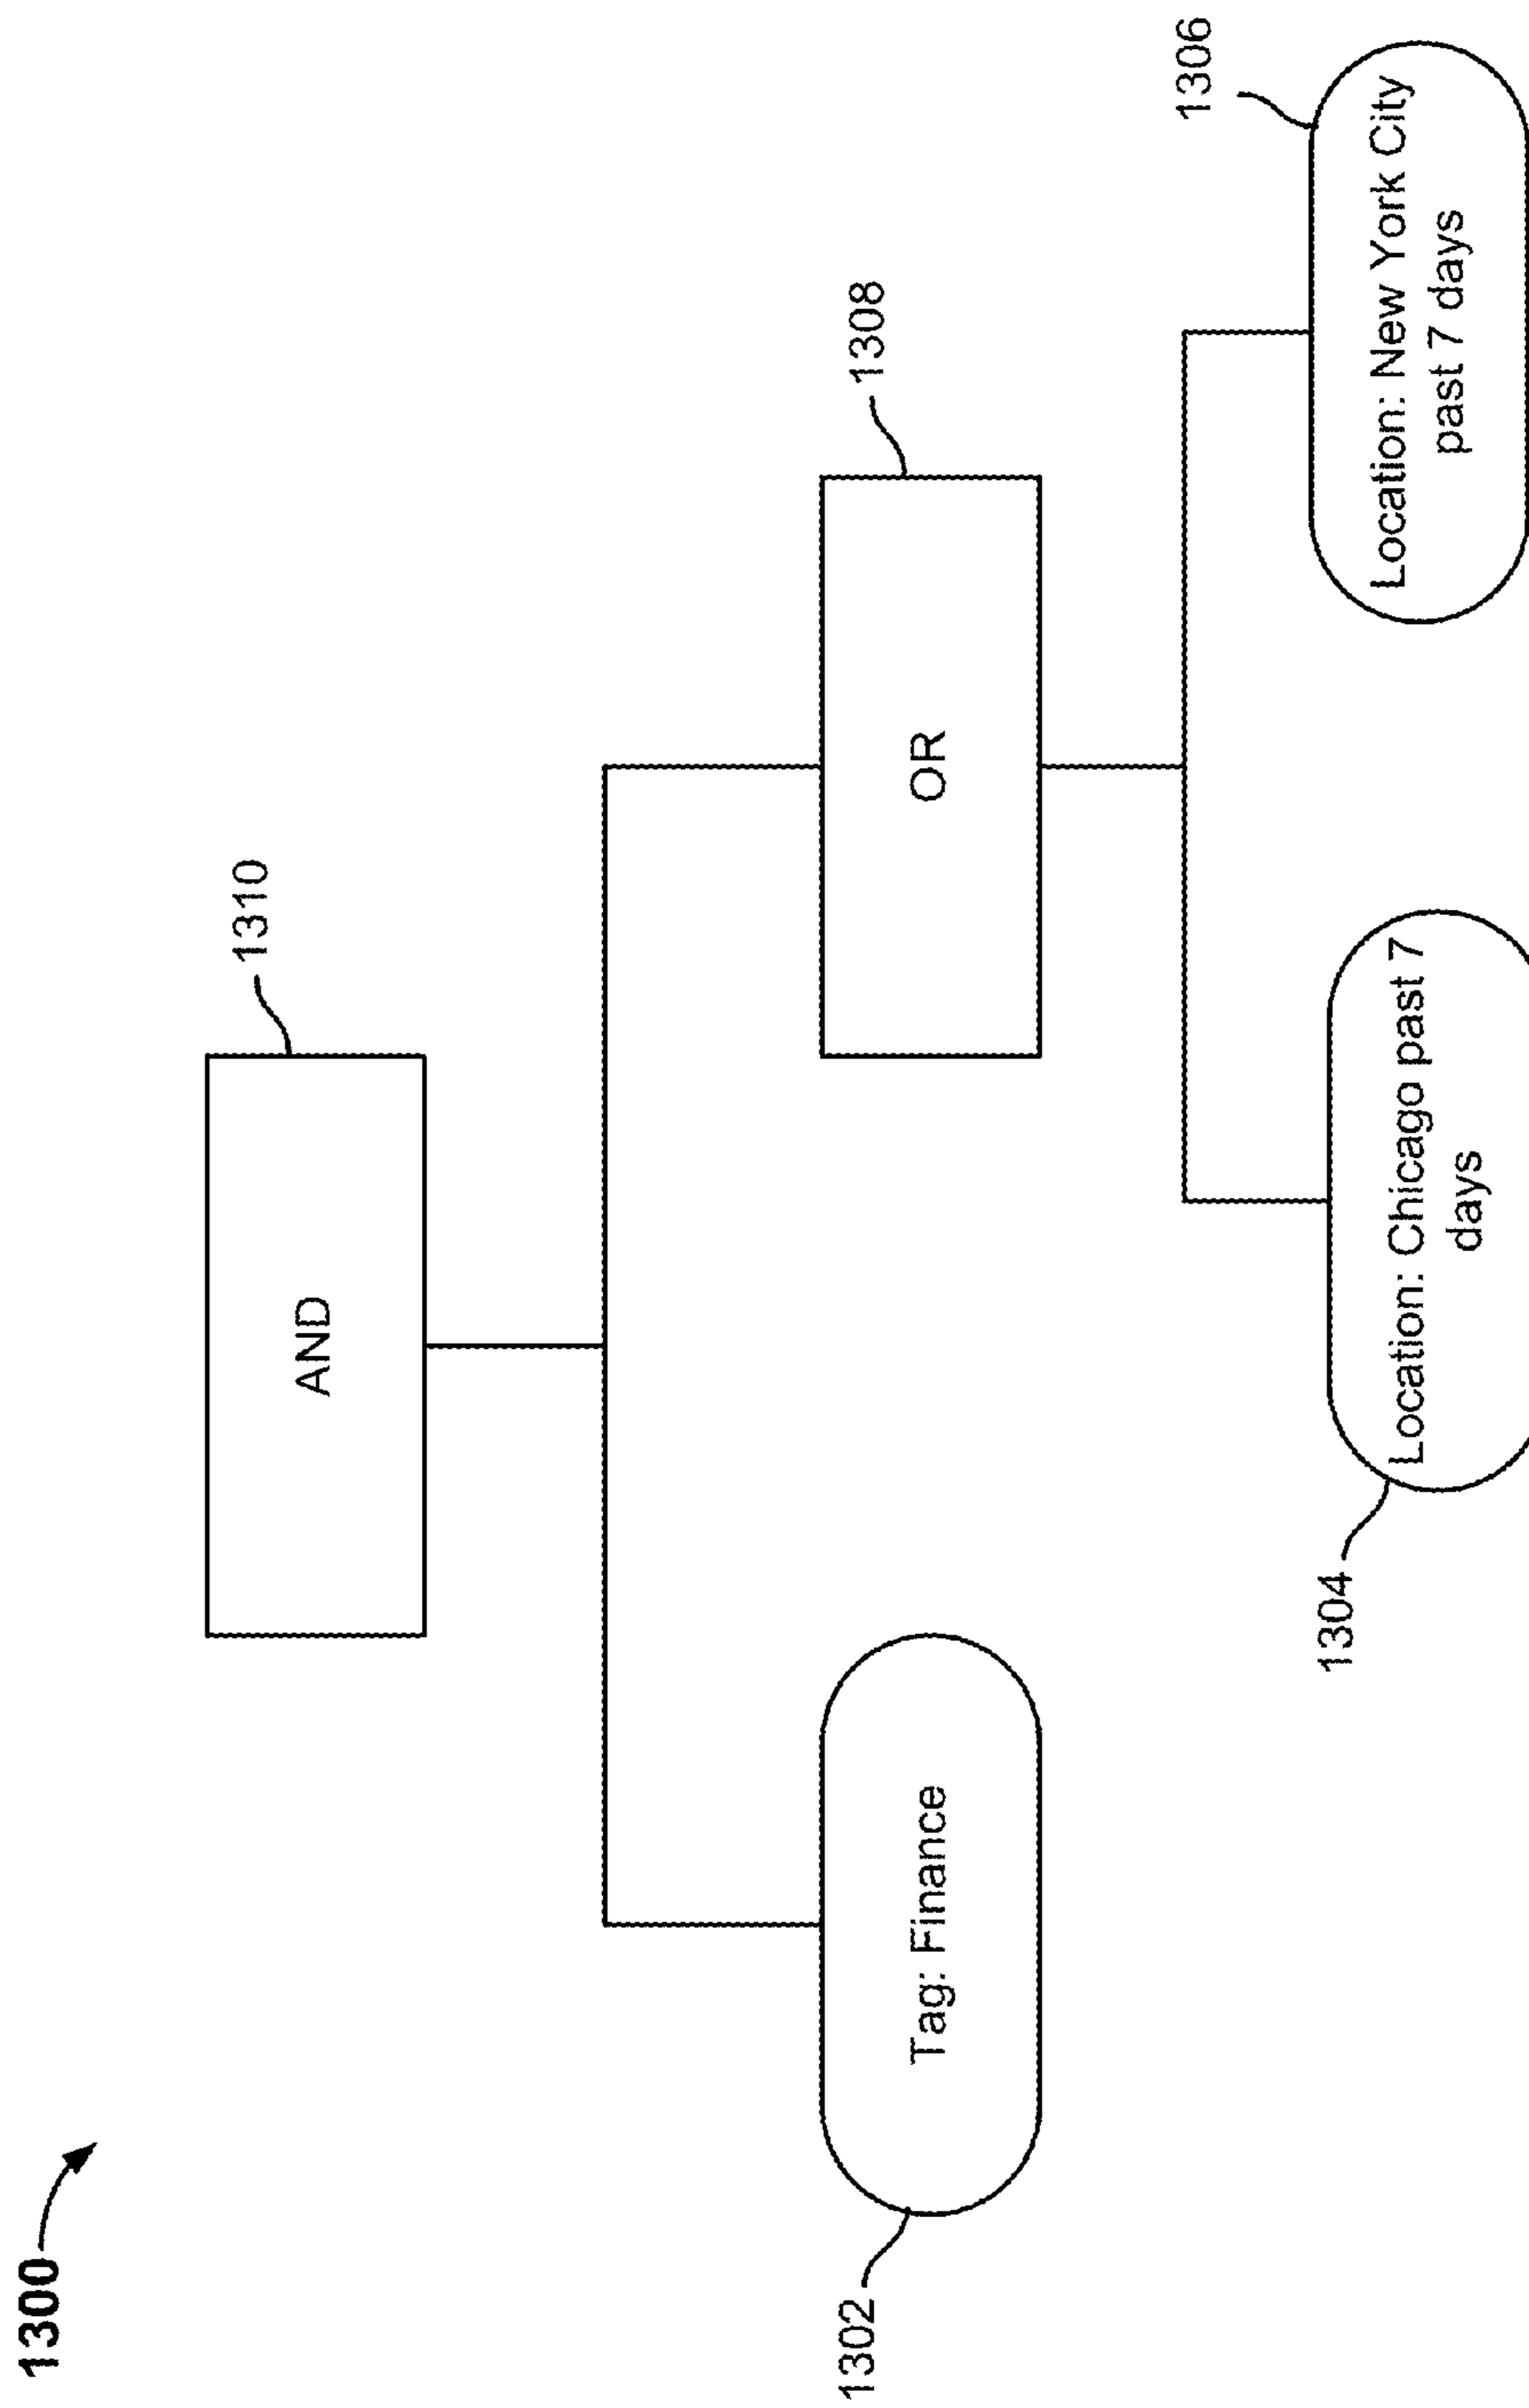 1300
1310
AND
1308
1302
Tag: Finance
OR
1306
1304
Location: Chicago past 7
days
Location: New York City
past 7 days